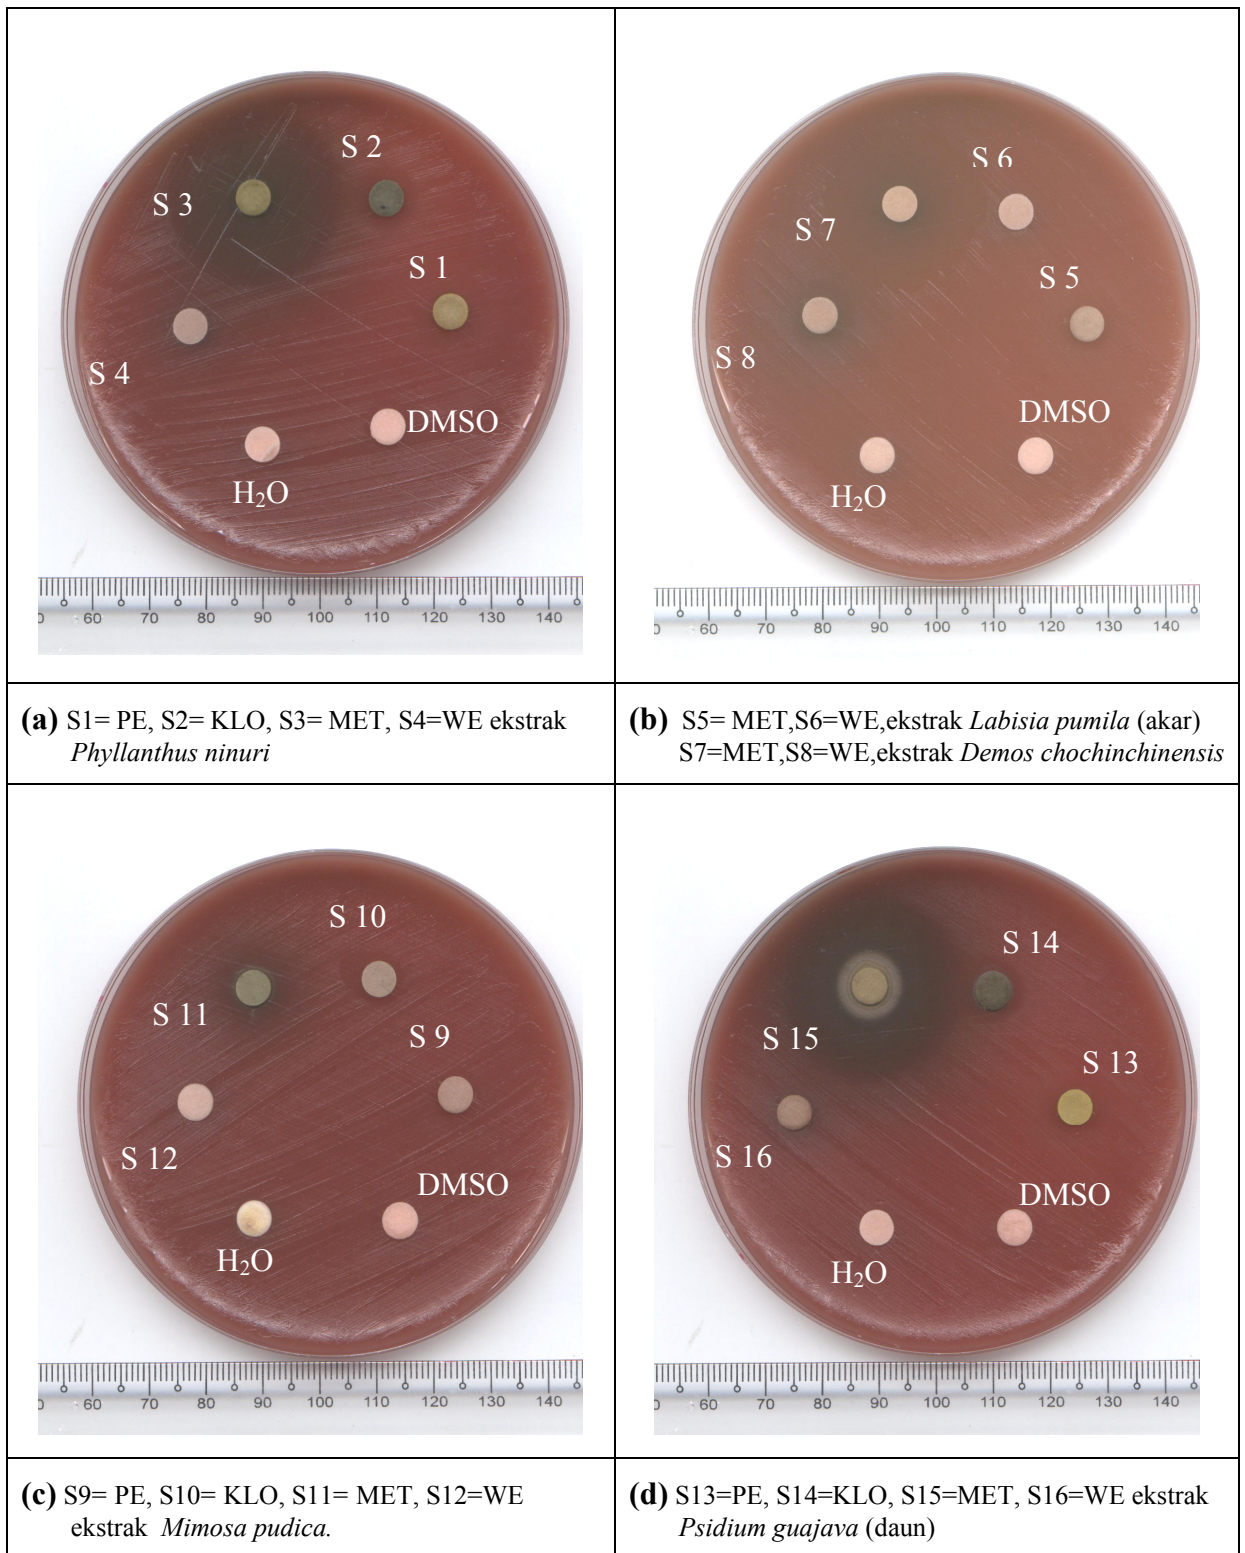 S 2
S 3
S 1
S 4
DMSO
H₂O
60 70 80 90 100 110 120 130 140
S 6
S 7
S 5
S 8
DMSO
H₂O
60 70 80 90 100 110 120 130 140
(a) S1= PE, S2= KLO, S3= MET, S4=WE ekstrak
Phyllanthus ninuri
(b) S5= MET,S6=WE,ekstrak Labisia pumila (akar)
S7=MET,S8=WE,ekstrak Demos chochinchinensis
S 10
S 11
S 9
S 12
DMSO
H₂O
60 70 80 90 100 110 120 130 140
S 14
S 15
S 13
S 16
DMSO
H₂O
60 70 80 90 100 110 120 130 140
(c) S9= PE, S10= KLO, S11= MET, S12=WE
ekstrak Mimosa pudica.
(d) S13=PE, S14=KLO, S15=MET, S16=WE ekstrak
Psidium guajava (daun)